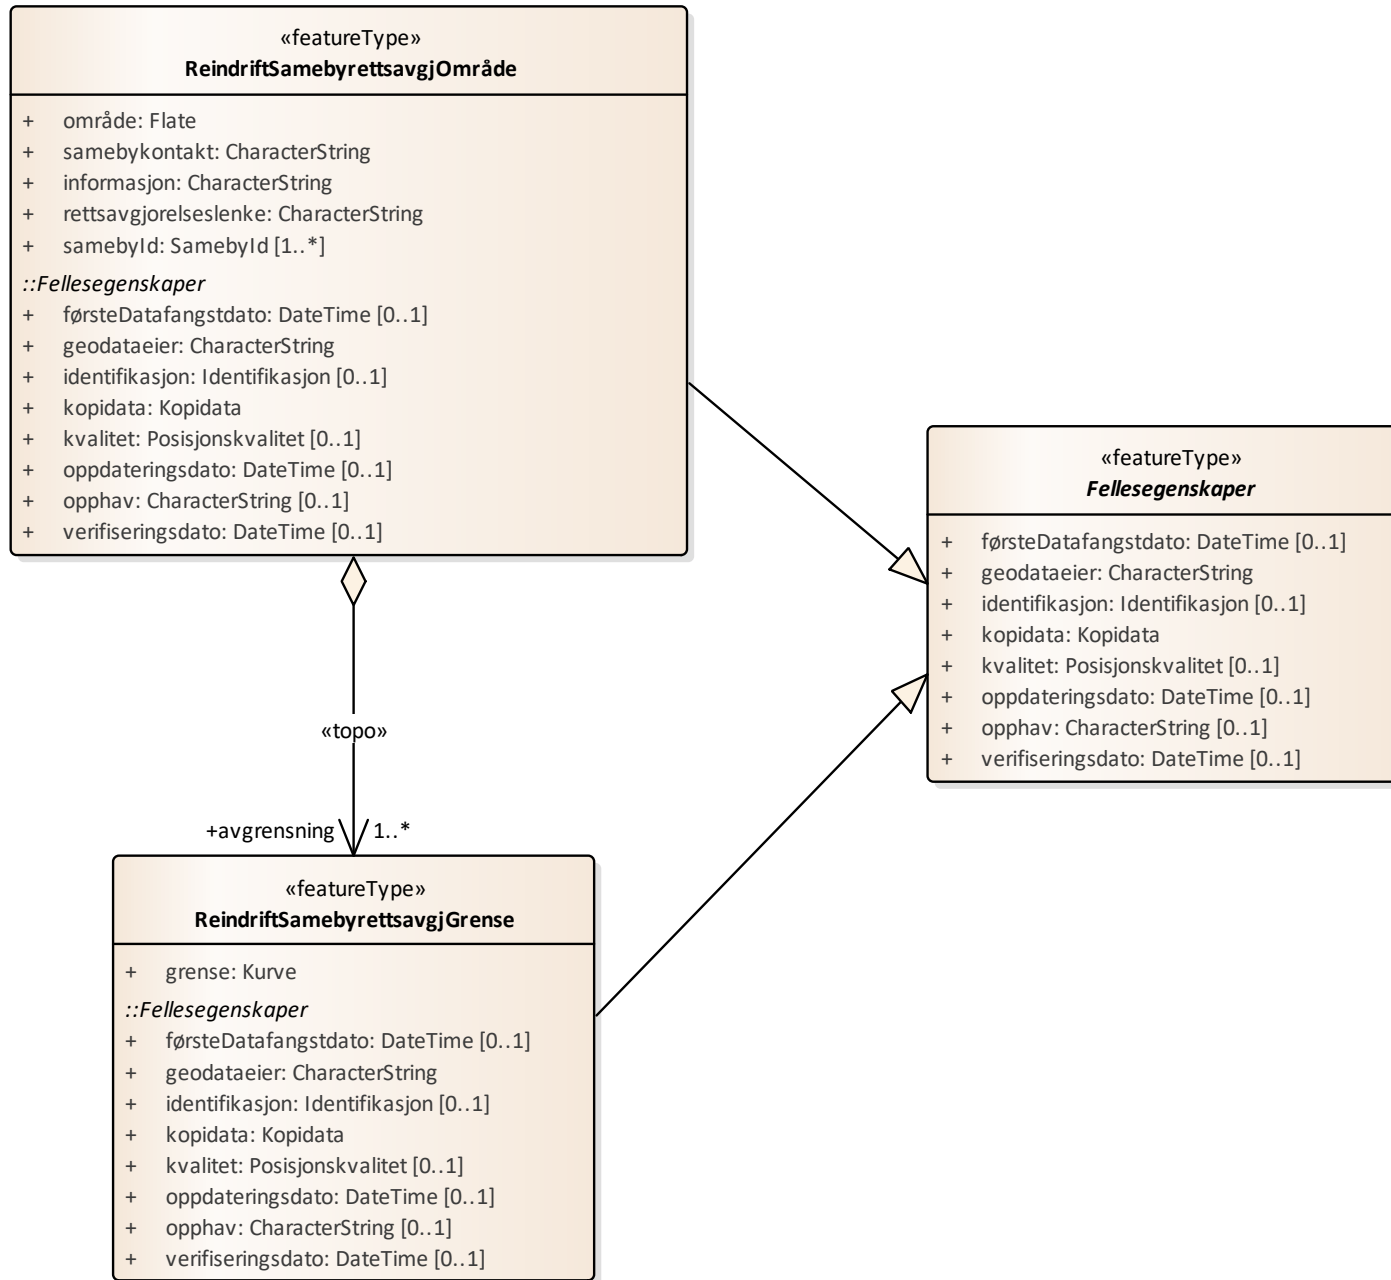 «featureType»
ReindriftSamebyrettsavgjOmråde
+ område: Flate
+ samebykontakt: CharacterString
+ informasjon: CharacterString
+ rettsavgjorelseslenke: CharacterString
+ samebyId: SamebyId [1..*]
::Fellesegenskaper
+ førsteDatafangstdato: DateTime [0..1]
+ geodataeier: CharacterString
+ identifikasjon: Identifikasjon [0..1]
+ kopidata: Kopidata
+ kvalitet: Posisjonskvalitet [0..1]
+ oppdateringsdato: DateTime [0..1]
+ opphav: CharacterString [0..1]
+ verifiseringsdato: DateTime [0..1]
«featureType»
Fellesegenskaper
+ førsteDatafangstdato: DateTime [0..1]
+ geodataeier: CharacterString
+ identifikasjon: Identifikasjon [0..1]
+ kopidata: Kopidata
+ kvalitet: Posisjonskvalitet [0..1]
+ oppdateringsdato: DateTime [0..1]
+ opphav: CharacterString [0..1]
+ verifiseringsdato: DateTime [0..1]
«topo»
+avgrensning 1..*
«featureType»
ReindriftSamebyrettsavgjGrense
+ grense: Kurve
::Fellesegenskaper
+ førsteDatafangstdato: DateTime [0..1]
+ geodataeier: CharacterString
+ identifikasjon: Identifikasjon [0..1]
+ kopidata: Kopidata
+ kvalitet: Posisjonskvalitet [0..1]
+ oppdateringsdato: DateTime [0..1]
+ opphav: CharacterString [0..1]
+ verifiseringsdato: DateTime [0..1]